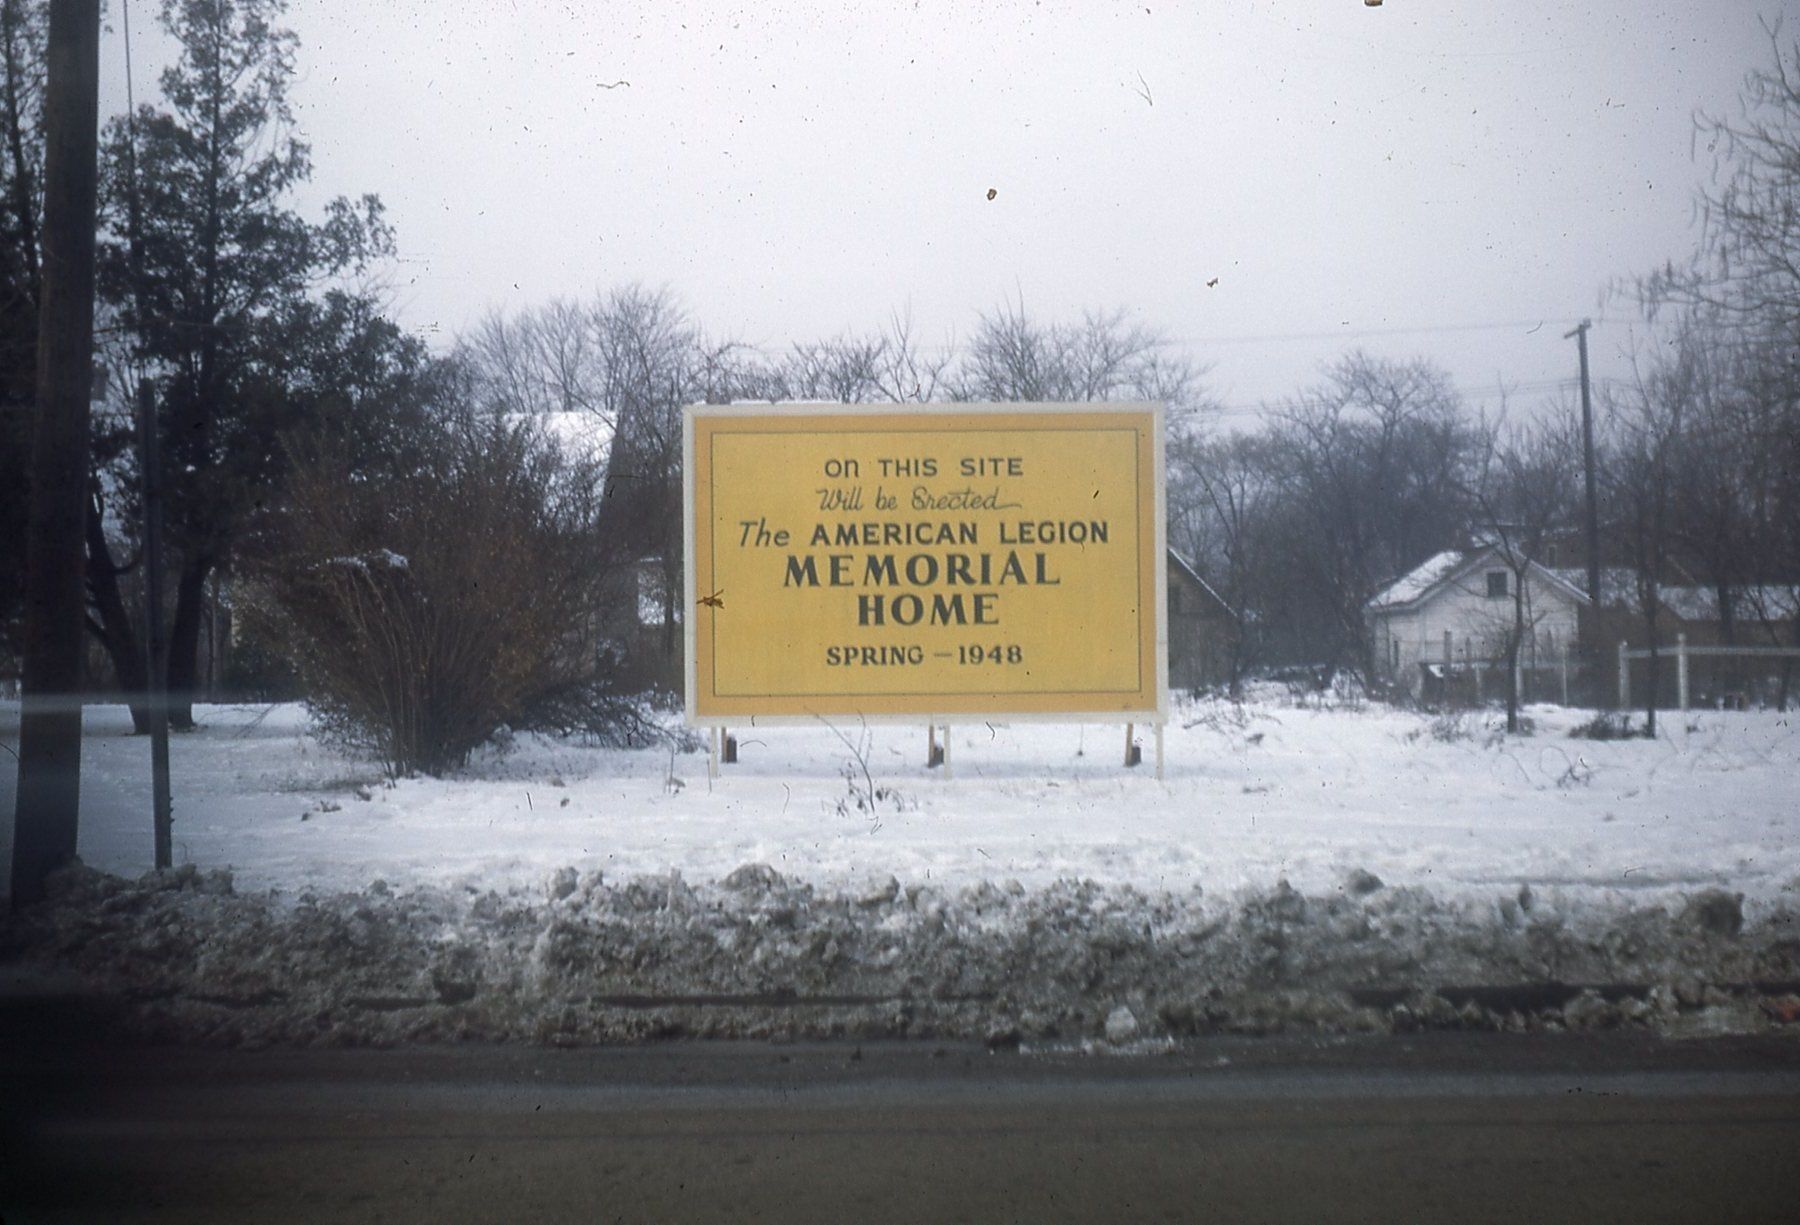 on THIS SITE
Will be Erected
The AMERICAN LEGION
MEMORIAL
HOME
SPRING - 1948